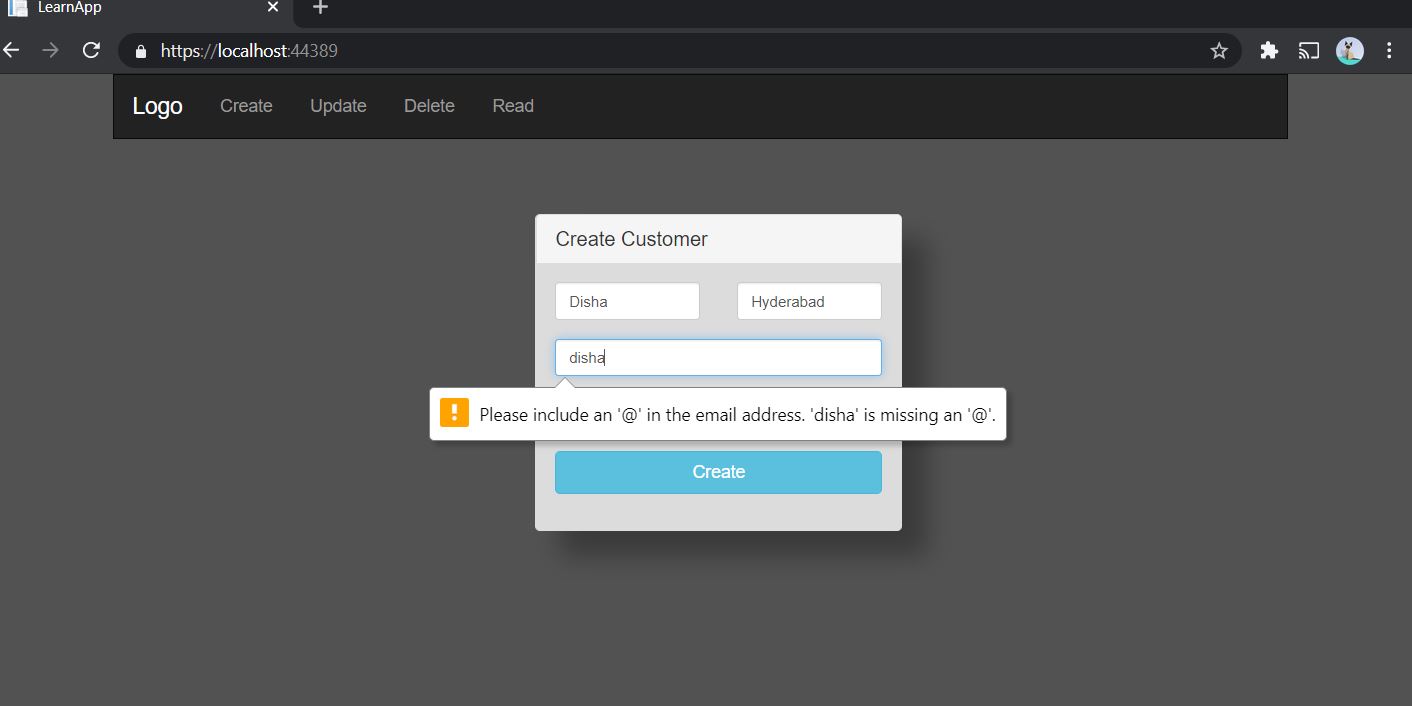 LearnApp
https://localhost:44389
Logo Create Update Delete Read
Create Customer
Disha Hyderabad
disha
Please include an '@' in the email address. 'disha' is missing an '@'.
Create